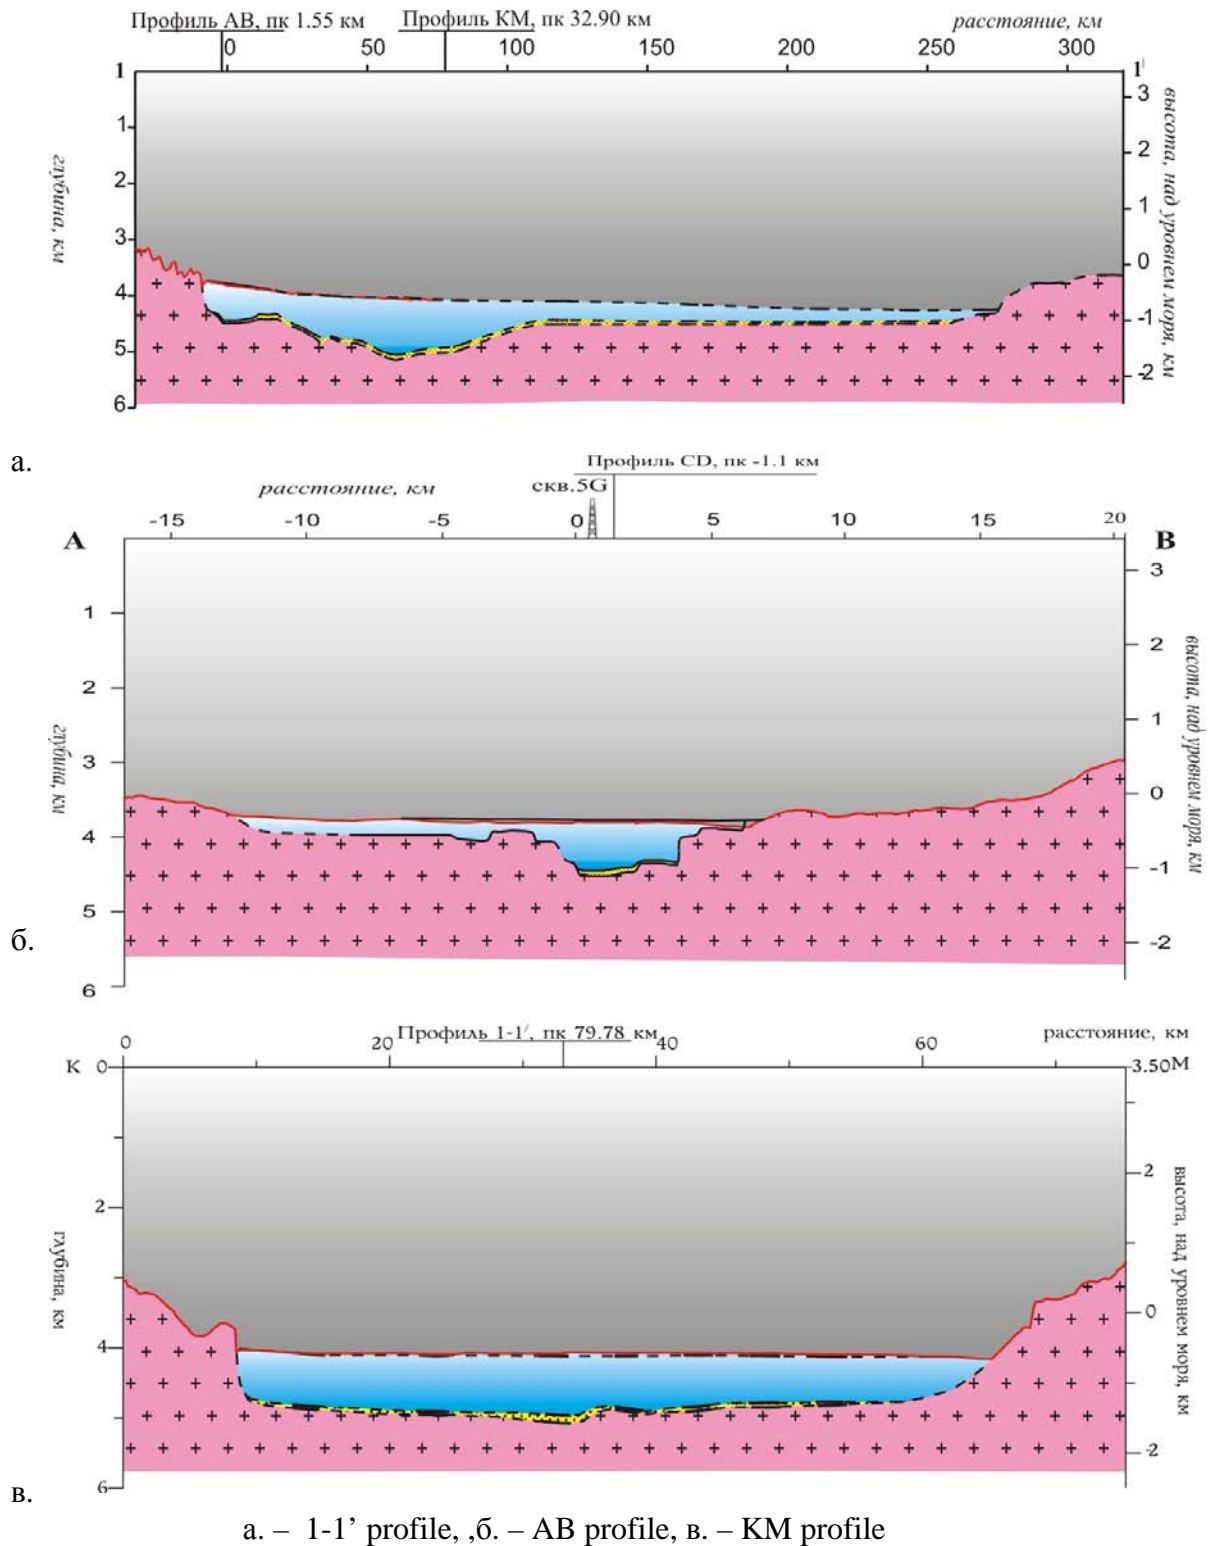 Профиль АВ, пк 1.55 км Профиль КМ, пк 32.90 км расстояние, км
0 50 100 150 200 250 300
1 1'
1
2
3
4
5
6
глубина, км
3
2
1
0
-1
-2
высота, над уровнем моря, км
а.
Профиль CD, пк -1.1 км
расстояние, км скв.5G
-15 -10 -5 0 5 10 15 20
А В
1
2
3
4
5
6
глубина, км
3
2
1
0
-1
-2
высота, над уровнем моря, км
б.
Профиль 1-1/, пк 79.78 км расстояние, км
0 20 40 60
К 0 3.50 М
2
4
6
глубина, км
2
0
-2
высота, над уровнем моря, км
в.
а. – 1-1’ profile, ,б. – AB profile, в. – KM profile